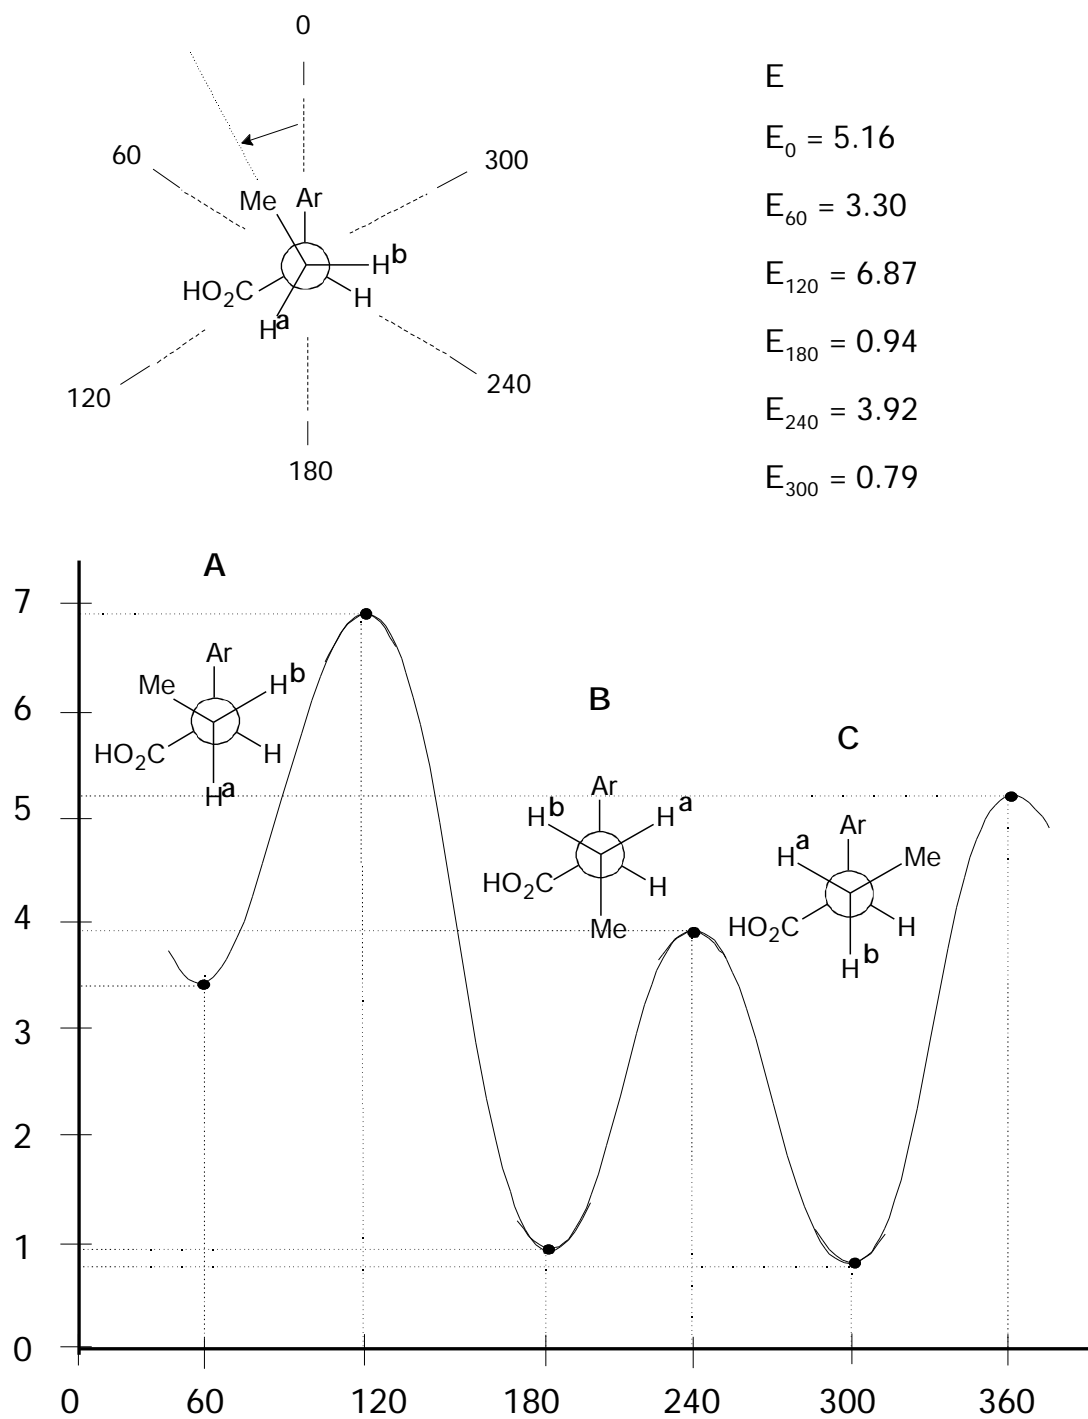 0
E
E0 = 5.16
60
300
E60 = 3.30
Me Ar
Hb
E120 = 6.87
HO2C
H
Ha
E180 = 0.94
120
240
E240 = 3.92
180
E300 = 0.79
A
7
Ar
Me
Hb
6
B
C
HO2C
H
Ha
5
Ar
Hb
Ha
Ar
Ha
Me
HO2C
H
4
Me
HO2C
H
Hb
3
2
1
0
0 60 120 180 240 300 360